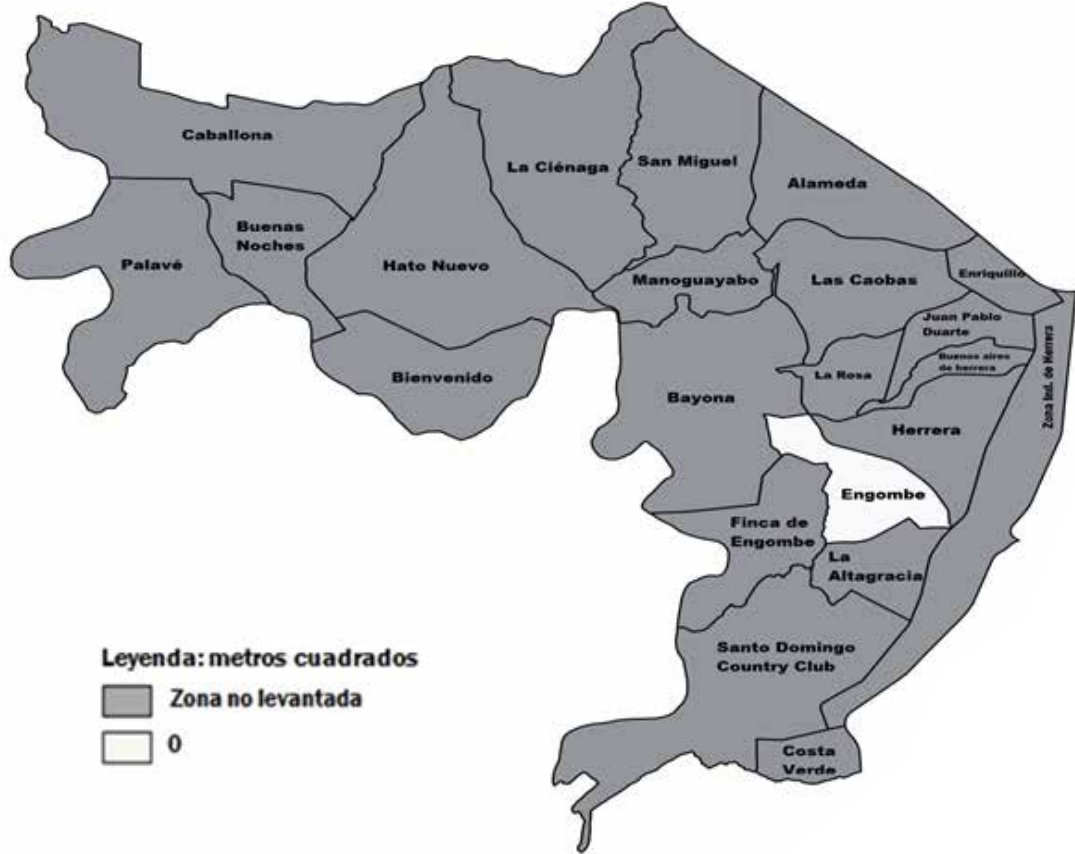 Caballona
La Ciénaga
San Miguel
Alameda
Buenas
Noches
Palavé
Hato Nuevo
Manoguayabo
Las Caobas
Enriquillo
Juan Pablo
Duarte
Buenos aires
de herrera
Zona Ind. de Herrera
Bienvenido
La Rosa
Bayona
Herrera
Engombe
Finca de
Engombe
La
Altagracia
Santo Domingo
Country Club
Costa
Verde
Leyenda: metros cuadrados
Zona no levantada
0